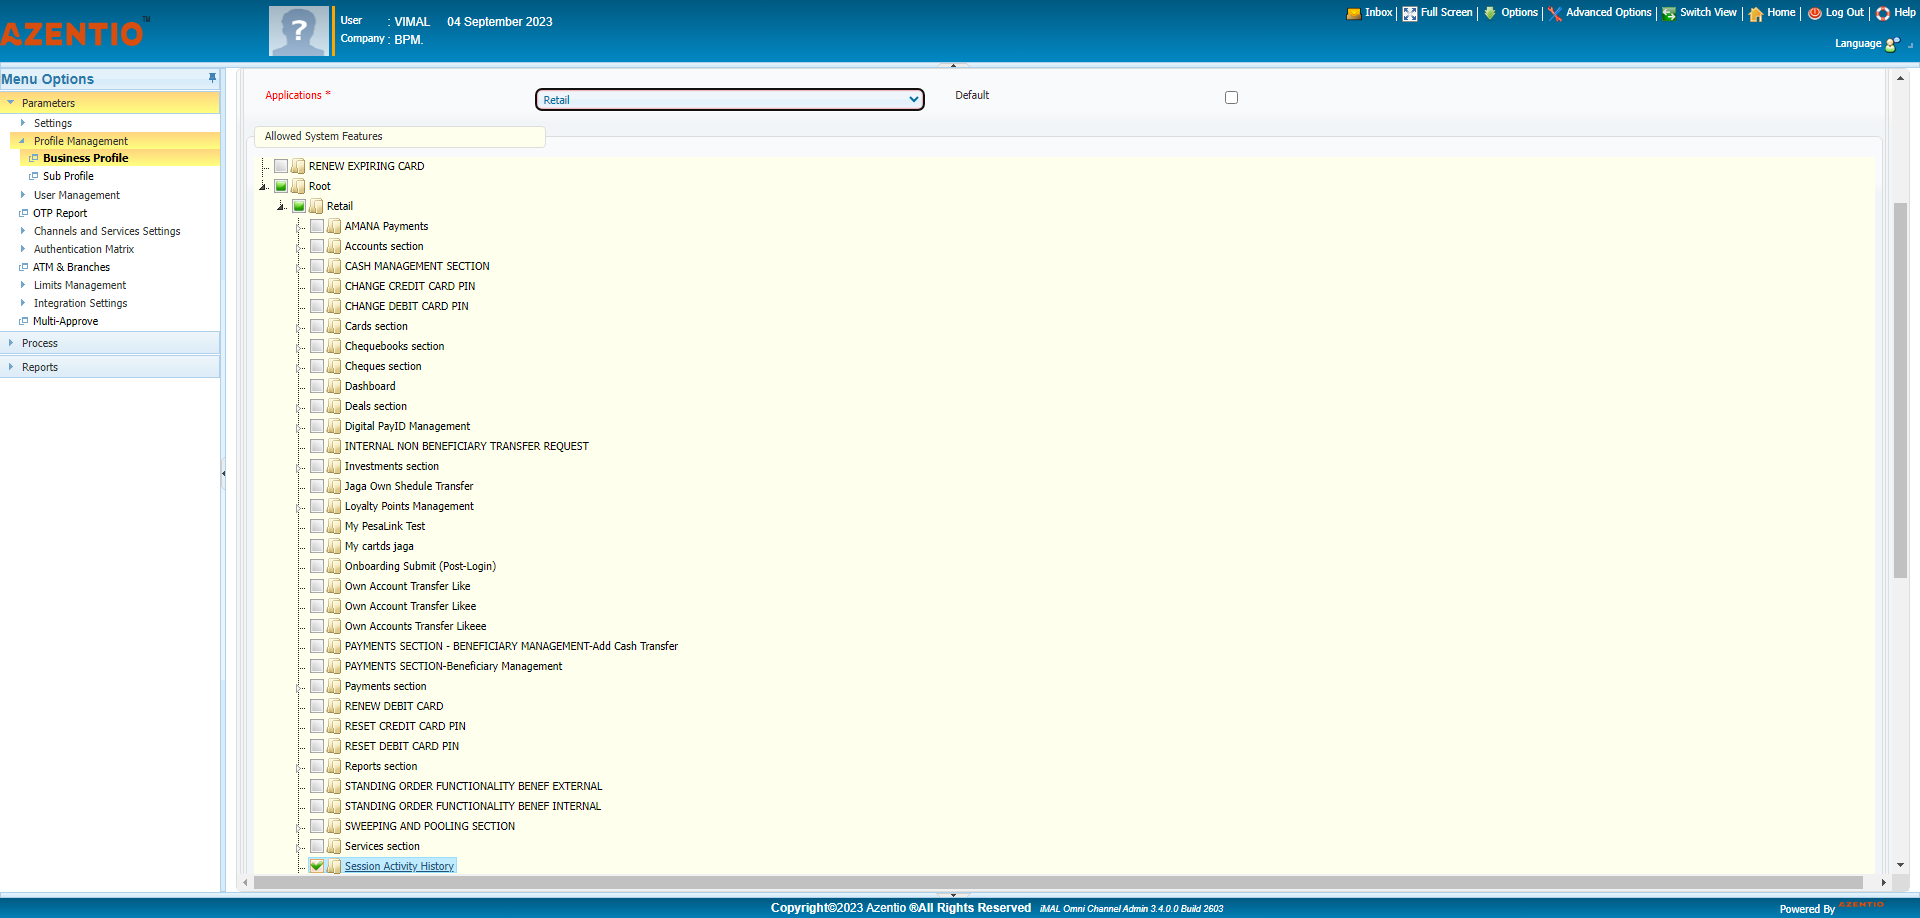 AZENTIO™
User : VIMAL 04 September 2023
Company : BPM.
Inbox Full Screen Options Advanced Options Switch View Home Log Out Help
Language
Menu Options
Parameters
Settings
Profile Management
Business Profile
Sub Profile
User Management
OTP Report
Channels and Services Settings
Authentication Matrix
ATM & Branches
Limits Management
Integration Settings
Multi-Approve
Process
Reports
Applications * Retail Default
Allowed System Features
RENEW EXPIRING CARD
Root
Retail
AMANA Payments
Accounts section
CASH MANAGEMENT SECTION
CHANGE CREDIT CARD PIN
CHANGE DEBIT CARD PIN
Cards section
Chequebooks section
Cheques section
Dashboard
Deals section
Digital PayID Management
INTERNAL NON BENEFICIARY TRANSFER REQUEST
Investments section
Jaga Own Shedule Transfer
Loyalty Points Management
My PesaLink Test
My cartds jaga
Onboarding Submit (Post-Login)
Own Account Transfer Like
Own Account Transfer Likee
Own Accounts Transfer Likeee
PAYMENTS SECTION - BENEFICIARY MANAGEMENT-Add Cash Transfer
PAYMENTS SECTION-Beneficiary Management
Payments section
RENEW DEBIT CARD
RESET CREDIT CARD PIN
RESET DEBIT CARD PIN
Reports section
STANDING ORDER FUNCTIONALITY BENEF EXTERNAL
STANDING ORDER FUNCTIONALITY BENEF INTERNAL
SWEEPING AND POOLING SECTION
Services section
Session Activity History
Copyright©2023 Azentio ®All Rights Reserved iMAL Omni Channel Admin 3.4.0.0 Build 2603
Powered By AZENTIO